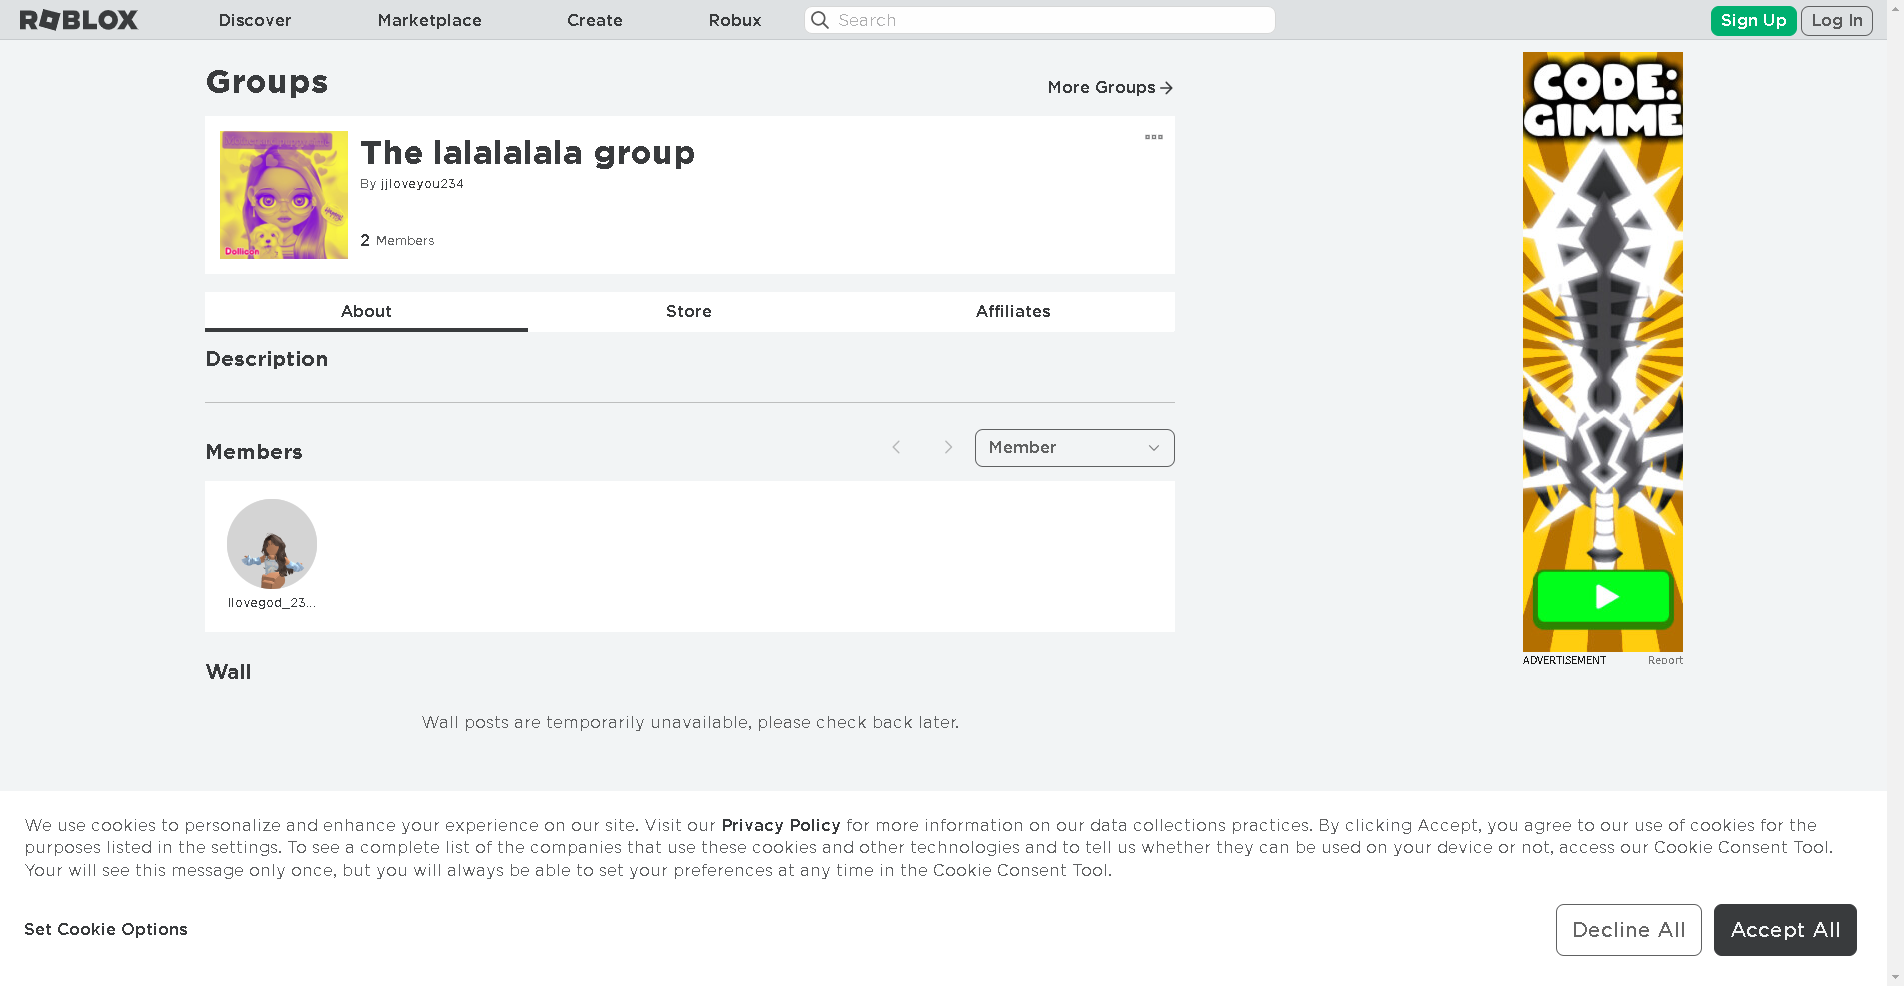 ROBLOX
Discover
Marketplace
Create
Robux
Search
Sign Up
Log In
Groups
More Groups
The lalalalala group
By jjloveyou234
2 Members
Dollicon
About
Store
Affiliates
Description
Members
Member
Ilovegod_23...
Wall
Wall posts are temporarily unavailable, please check back later.
CODE:
GIMME
ADVERTISEMENT
Report
We use cookies to personalize and enhance your experience on our site. Visit our Privacy Policy for more information on our data collections practices. By clicking Accept, you agree to our use of cookies for the
purposes listed in the settings. To see a complete list of the companies that use these cookies and other technologies and to tell us whether they can be used on your device or not, access our Cookie Consent Tool.
Your will see this message only once, but you will always be able to set your preferences at any time in the Cookie Consent Tool.
Set Cookie Options
Decline All
Accept All